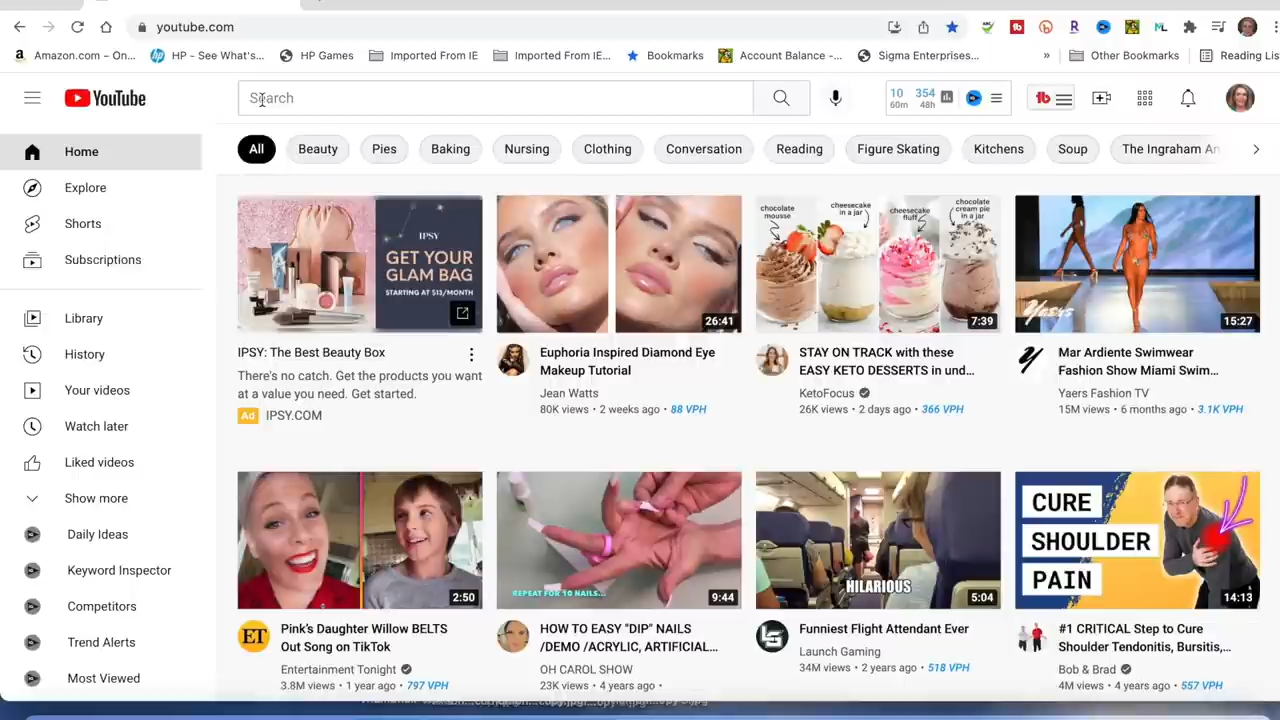 youtube.com
Amazon.com – On...
HP - See What's...
HP Games
Imported From IE
Imported From IE...
Bookmarks
Account Balance -...
Sigma Enterprises...
»
Other Bookmarks
Reading Lis
YouTube
Search
10 60m
354 48h
tb
All
Beauty
Pies
Baking
Nursing
Clothing
Conversation
Reading
Figure Skating
Kitchens
Soup
The Ingraham An
Home
Explore
Shorts
Subscriptions
Library
History
Your videos
Watch later
Liked videos
Show more
Daily Ideas
Keyword Inspector
Competitors
Trend Alerts
Most Viewed
IPSY
GET YOUR
GLAM BAG
STARTING AT $13/MONTH
IPSY: The Best Beauty Box
There's no catch. Get the products you want
at a value you need. Get started.
Ad IPSY.COM
26:41
Euphoria Inspired Diamond Eye
Makeup Tutorial
Jean Watts
80K views • 2 weeks ago • 88 VPH
chocolate
mousse
cheesecake
in a jar
cheesecake
fluff
chocolate
cream pie
in a jar
7:39
STAY ON TRACK with these
EASY KETO DESSERTS in und...
KetoFocus
26K views • 2 days ago • 366 VPH
Yaers
15:27
Mar Ardiente Swimwear
Fashion Show Miami Swim...
Yaers Fashion TV
15M views • 6 months ago • 3.1K VPH
2:50
ET
Pink's Daughter Willow BELTS
Out Song on TikTok
Entertainment Tonight
3.8M views • 1 year ago • 797 VPH
REPEAT FOR 10 NAILS...
9:44
HOW TO EASY "DIP" NAILS
/DEMO /ACRYLIC, ARTIFICIAL...
OH CAROL SHOW
23K views • 4 years ago •
HILARIOUS
5:04
Funniest Flight Attendant Ever
Launch Gaming
34M views • 2 years ago • 518 VPH
CURE
SHOULDER
PAIN
14:13
#1 CRITICAL Step to Cure
Shoulder Tendonitis, Bursitis,...
Bob & Brad
4M views • 4 years ago • 557 VPH